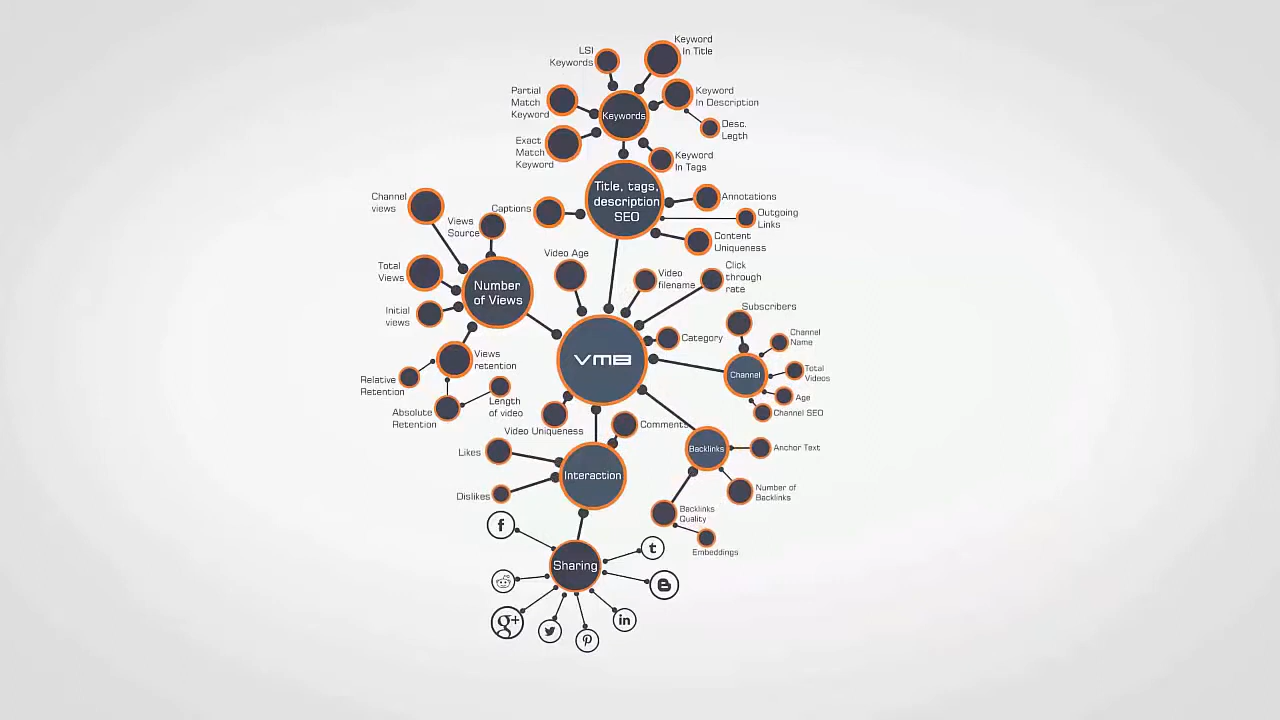 Keyword
In Title
LSI
Keywords
Partial
Match
Keyword
Keyword
In Description
Keywords
Desc.
Legth
Exact
Match
Keyword
Keyword
In Tags
Title, tags,
description
SEO
Annotations
Captions
Outgoing
Links
Content
Uniqueness
Channel
views
Views
Source
Total
Views
Number
of Views
Initial
views
Views
retention
Relative
Retention
Absolute
Retention
Length
of video
Video Age
Video
filename
Click
through
rate
Category
VMB
Video Uniqueness
Subscribers
Channel
Name
Channel
Total
Videos
Age
Channel SEO
Comments
Backlinks
Anchor Text
Number of
Backlinks
Backlinks
Quality
Embeddings
Likes
Interaction
Dislikes
f
t
Sharing
B
g+
in